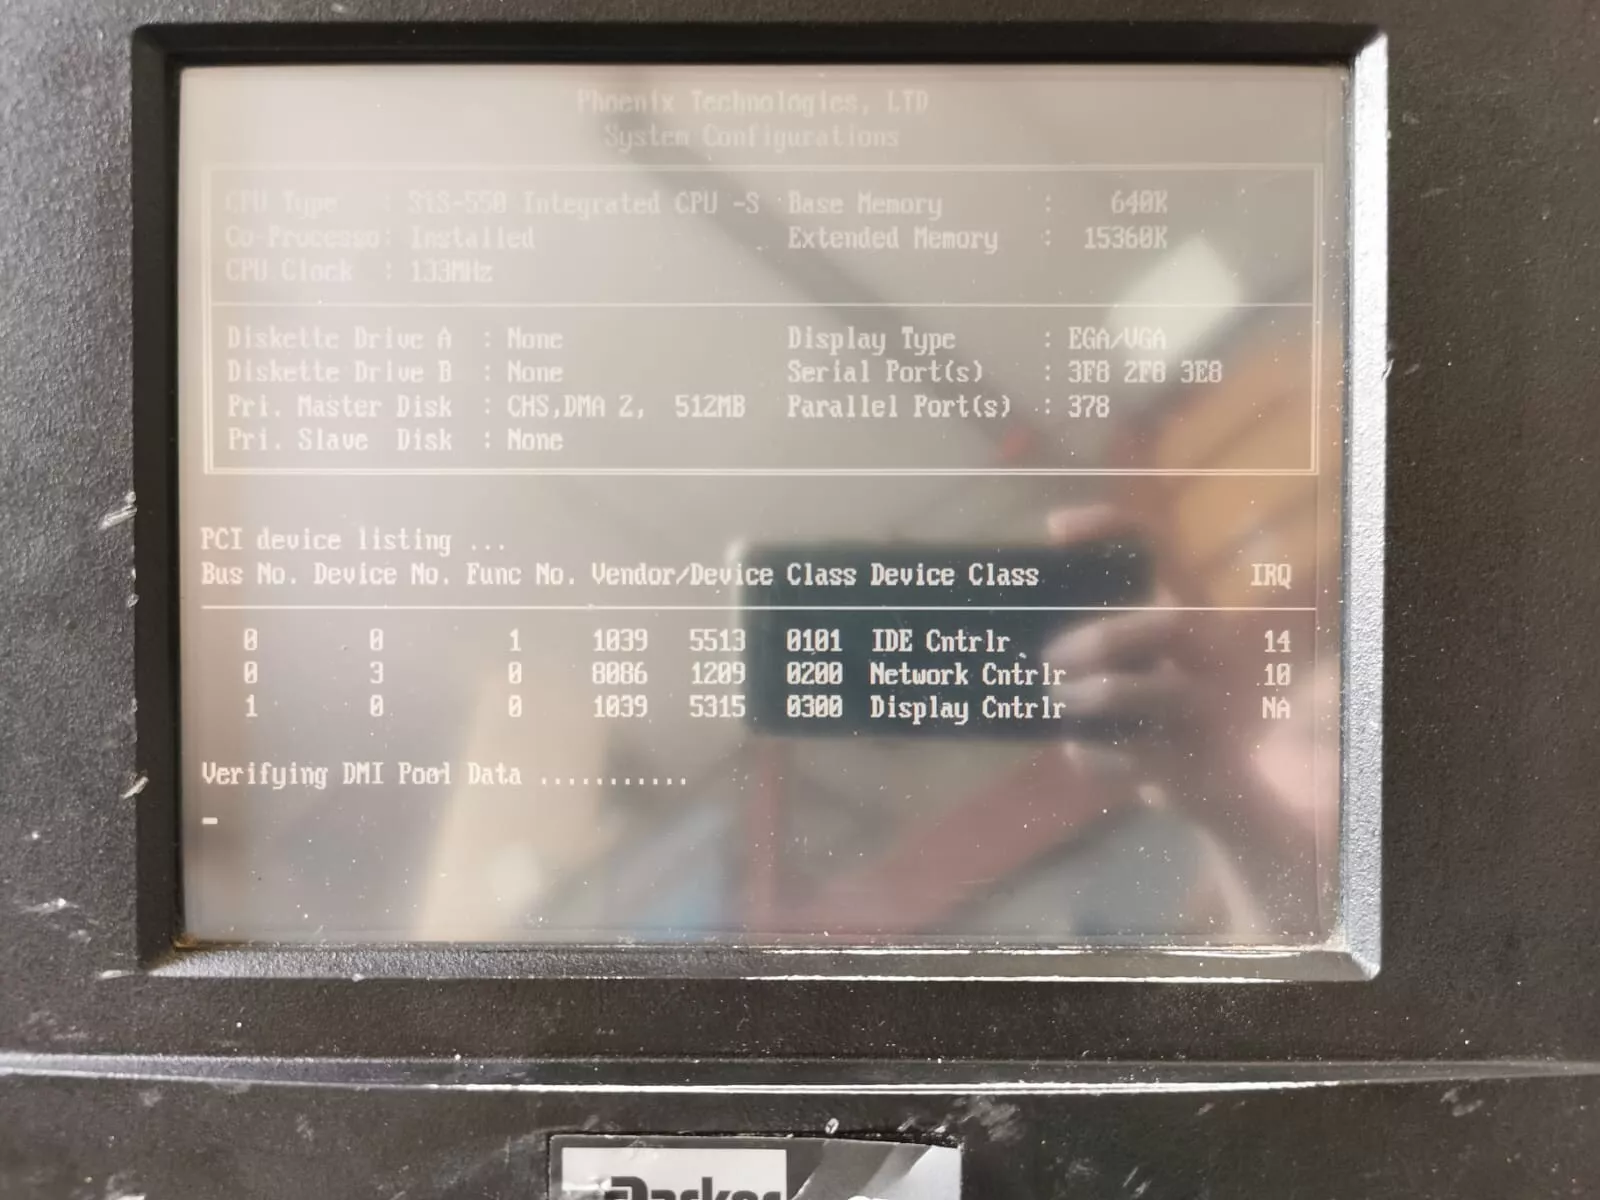 Phoenix Technologies, LTD
System Configurations
CPU Type : SiS-550 Integrated CPU -S Base Memory : 640K
Co-Processo: Installed Extended Memory : 15360K
CPU Clock : 133MHz
Diskette Drive A : None Display Type : EGA/VGA
Diskette Drive B : None Serial Port(s) : 3F8 2F8 3E8
Pri. Master Disk : CHS,DMA 2, 512MB Parallel Port(s) : 378
Pri. Slave Disk : None
PCI device listing ...
Bus No. Device No. Func No. Vendor/Device Class Device Class IRQ
0 0 1 1039 5513 0101 IDE Cntrlr 14
0 3 0 8086 1209 0200 Network Cntrlr 10
1 0 0 1039 5315 0300 Display Cntrlr NA
Verifying DMI Pool Data ...........